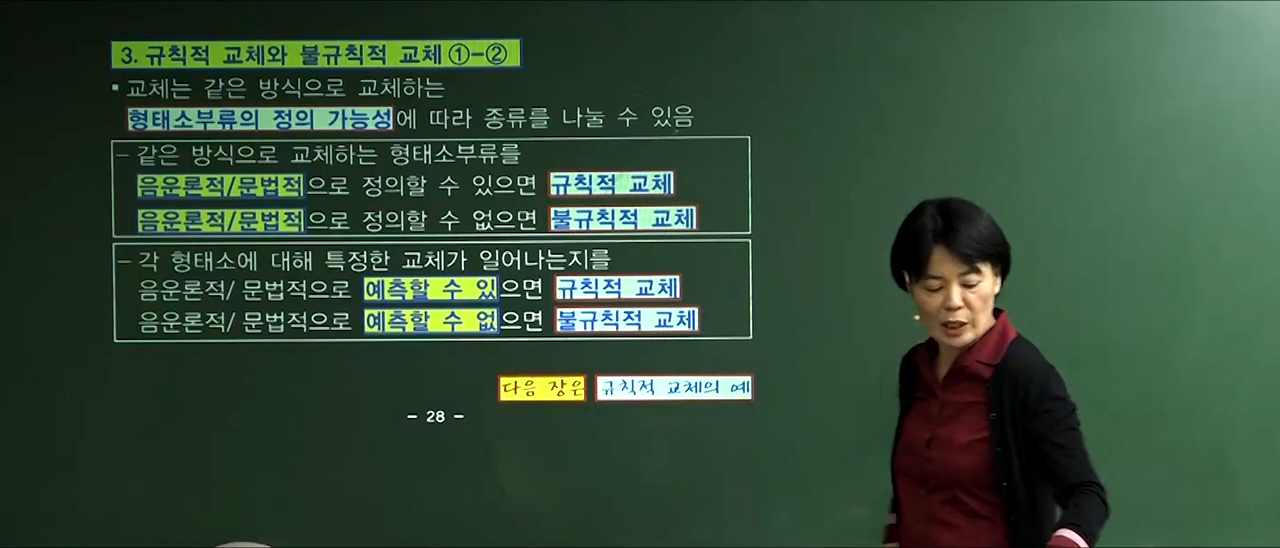 3. 규칙적 교체와 불규칙적 교체 ①-②
▪ 교체는 같은 방식으로 교체하는
형태소부류의 정의 가능성에 따라 종류를 나눌 수 있음
– 같은 방식으로 교체하는 형태소부류를
음운론적/문법적으로 정의할 수 있으면 규칙적 교체
음운론적/문법적으로 정의할 수 없으면 불규칙적 교체
– 각 형태소에 대해 특정한 교체가 일어나는지를
음운론적/ 문법적으로 예측할 수 있으면 규칙적 교체
음운론적/ 문법적으로 예측할 수 없으면 불규칙적 교체
다음 장은 규칙적 교체의 예
– 28 –